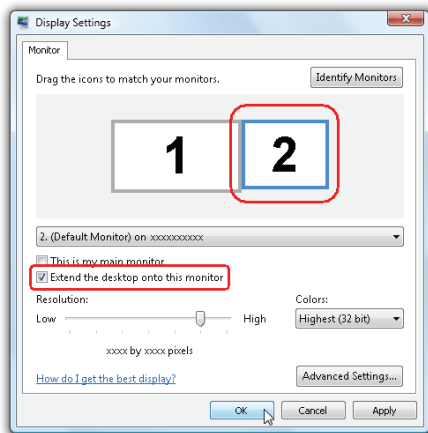 Display Settings
Monitor
Drag the icons to match your monitors.
Identify Monitors
1
2
2. (Default Monitor) on xxxxxxxxxx
This is my main monitor
Extend the desktop onto this monitor
Resolution:
Colors:
Low
High
Highest (32 bit)
xxxx by xxxx pixels
How do I get the best display?
Advanced Settings...
OK
Cancel
Apply